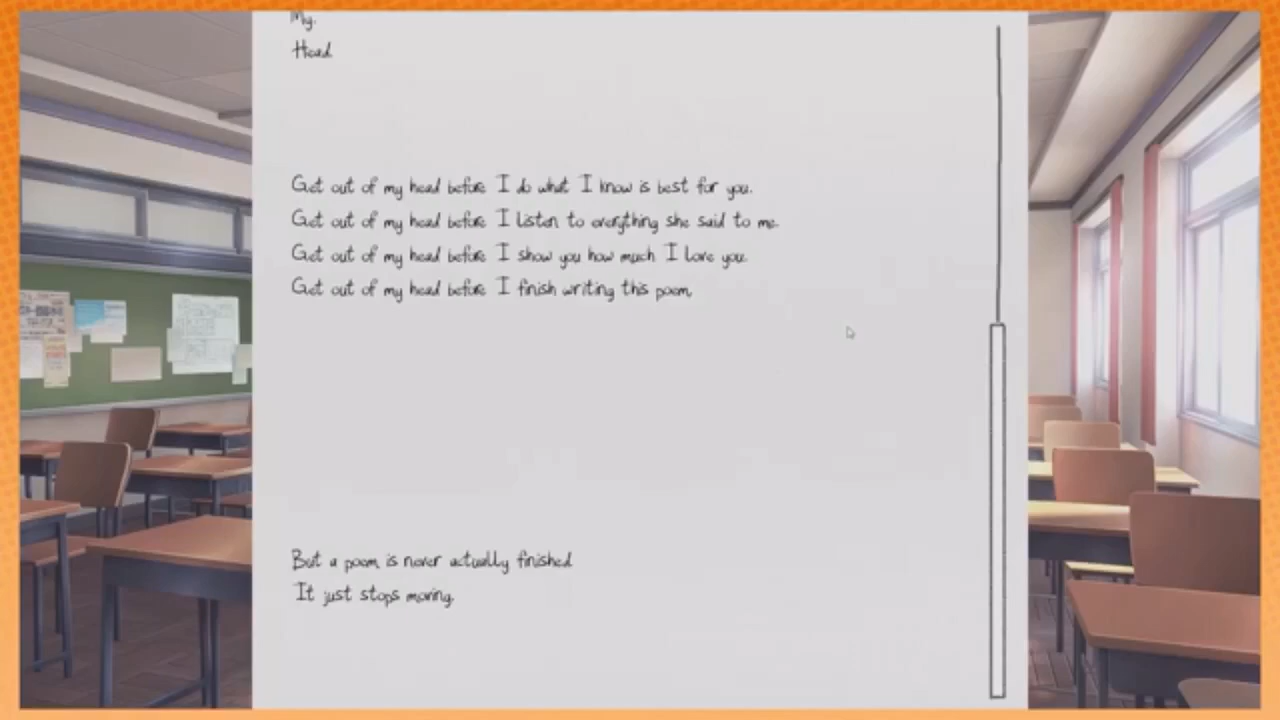 My.
Head
Get out of my head before I do what I know is best for you.
Get out of my head before I listen to everything she said to me.
Get out of my head before I show you how much I love you.
Get out of my head before I finish writing this poem.
But a poem is never actually finished
It just stops moving.